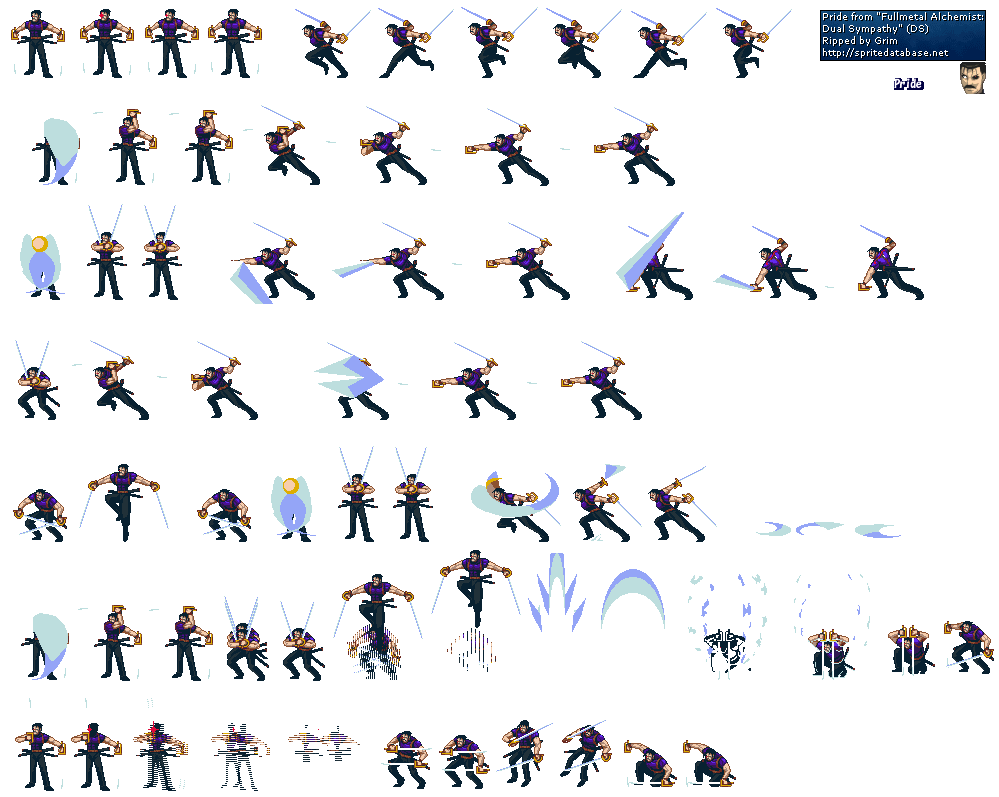 Pride from "Fullmetal Alchemist:
Dual Sympathy" (DS)
Ripped by Grim
http://spritedatabase.net
Pride